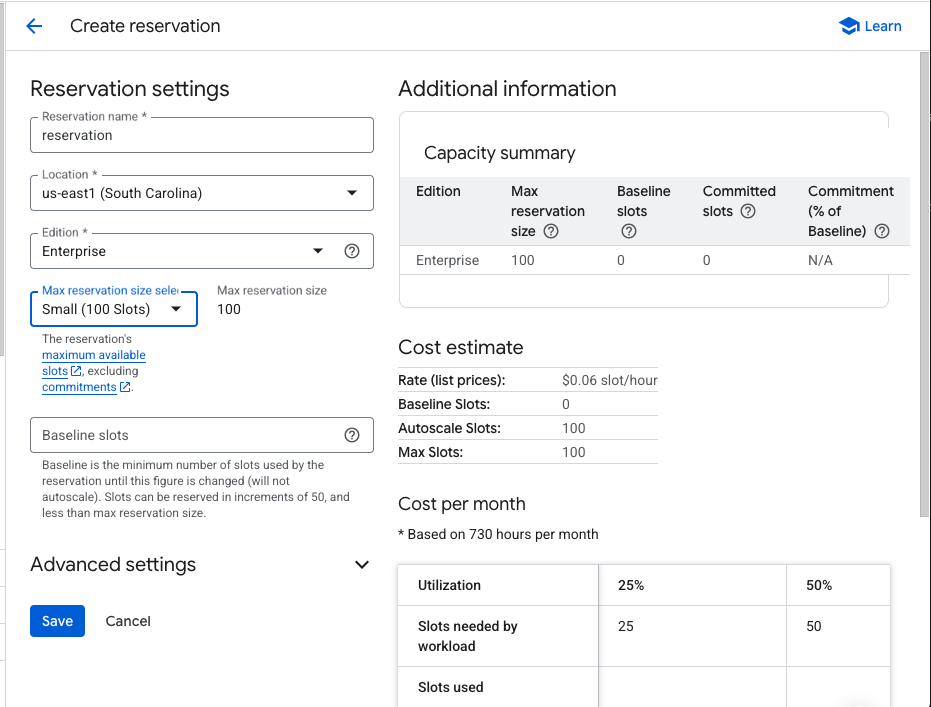 Create reservation
Learn
Reservation settings
Reservation name *
reservation
Location *
us-east1 (South Carolina)
Edition *
Enterprise
Max reservation size sele
Small (100 Slots)
Max reservation size
100
The reservation's
maximum available
slots, excluding
commitments.
Baseline slots
Baseline is the minimum number of slots used by the
reservation until this figure is changed (will not
autoscale). Slots can be reserved in increments of 50, and
less than max reservation size.
Advanced settings
Save
Cancel
Additional information
Capacity summary
Edition
Max
reservation
size
Baseline
slots
Committed
slots
Commitment
(% of
Baseline)
Enterprise
100
0
0
N/A
Cost estimate
Rate (list prices): $0.06 slot/hour
Baseline Slots: 0
Autoscale Slots: 100
Max Slots: 100
Cost per month
* Based on 730 hours per month
Utilization 25% 50%
Slots needed by
workload
25 50
Slots used